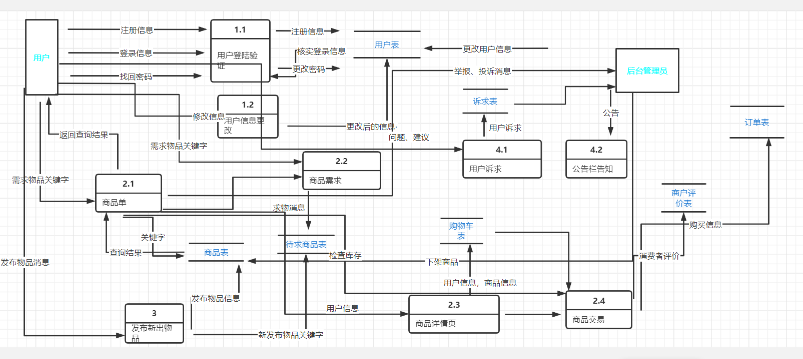 注册信息
1.1
注册信息
用户
登录信息
用户登陆验
证
核实登录信息
用户表
更改用户信息
找回密码
更改密码
举报、投诉消息
后台管理员
1.2
修改信息
用户信息更
改
更改后的信息
诉求表
公告
订单表
返回查询结果
问题、建议
用户诉求
需求物品关键字
2.2
商品需求
4.1
用户诉求
4.2
公告栏告知
需求物品关键字
2.1
商品单
商户评
价表
求物消息
关键字
待求商品表
购物车
表
购买信息
查询结果
商品表
检查库存
下架商品
消费者评价
发布物品消息
用户信息，商品信息
发布物品信息
3
发布新出物
品
用户信息
2.3
商品详情页
2.4
商品交易
新发布物品关键字